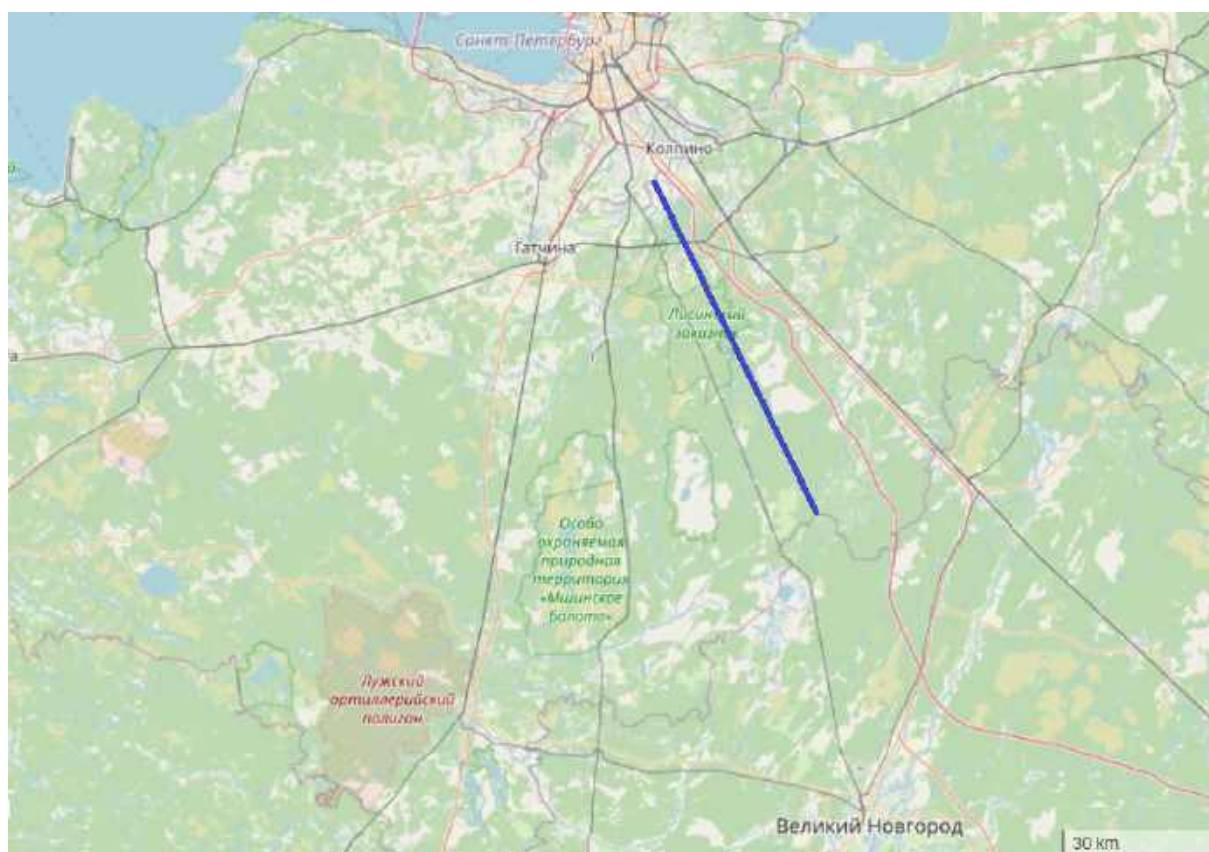 Санкт-Петербург
Колпино
Гатчина
Лисинский
заказник
Особо
охраняемая
природная
территория
«Мшинское
болото»
Лужский
артиллерийский
полигон
Великий Новгород
30 km